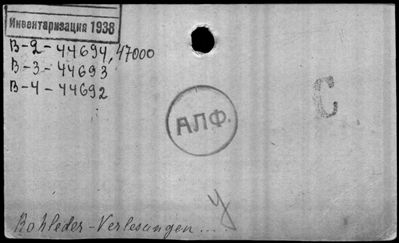 Инвентаризация 1938
B-2-44694, 47000
B-3-44693
B-4-44692
АЛФ.
С
y
Rohleder-Verlesungen...